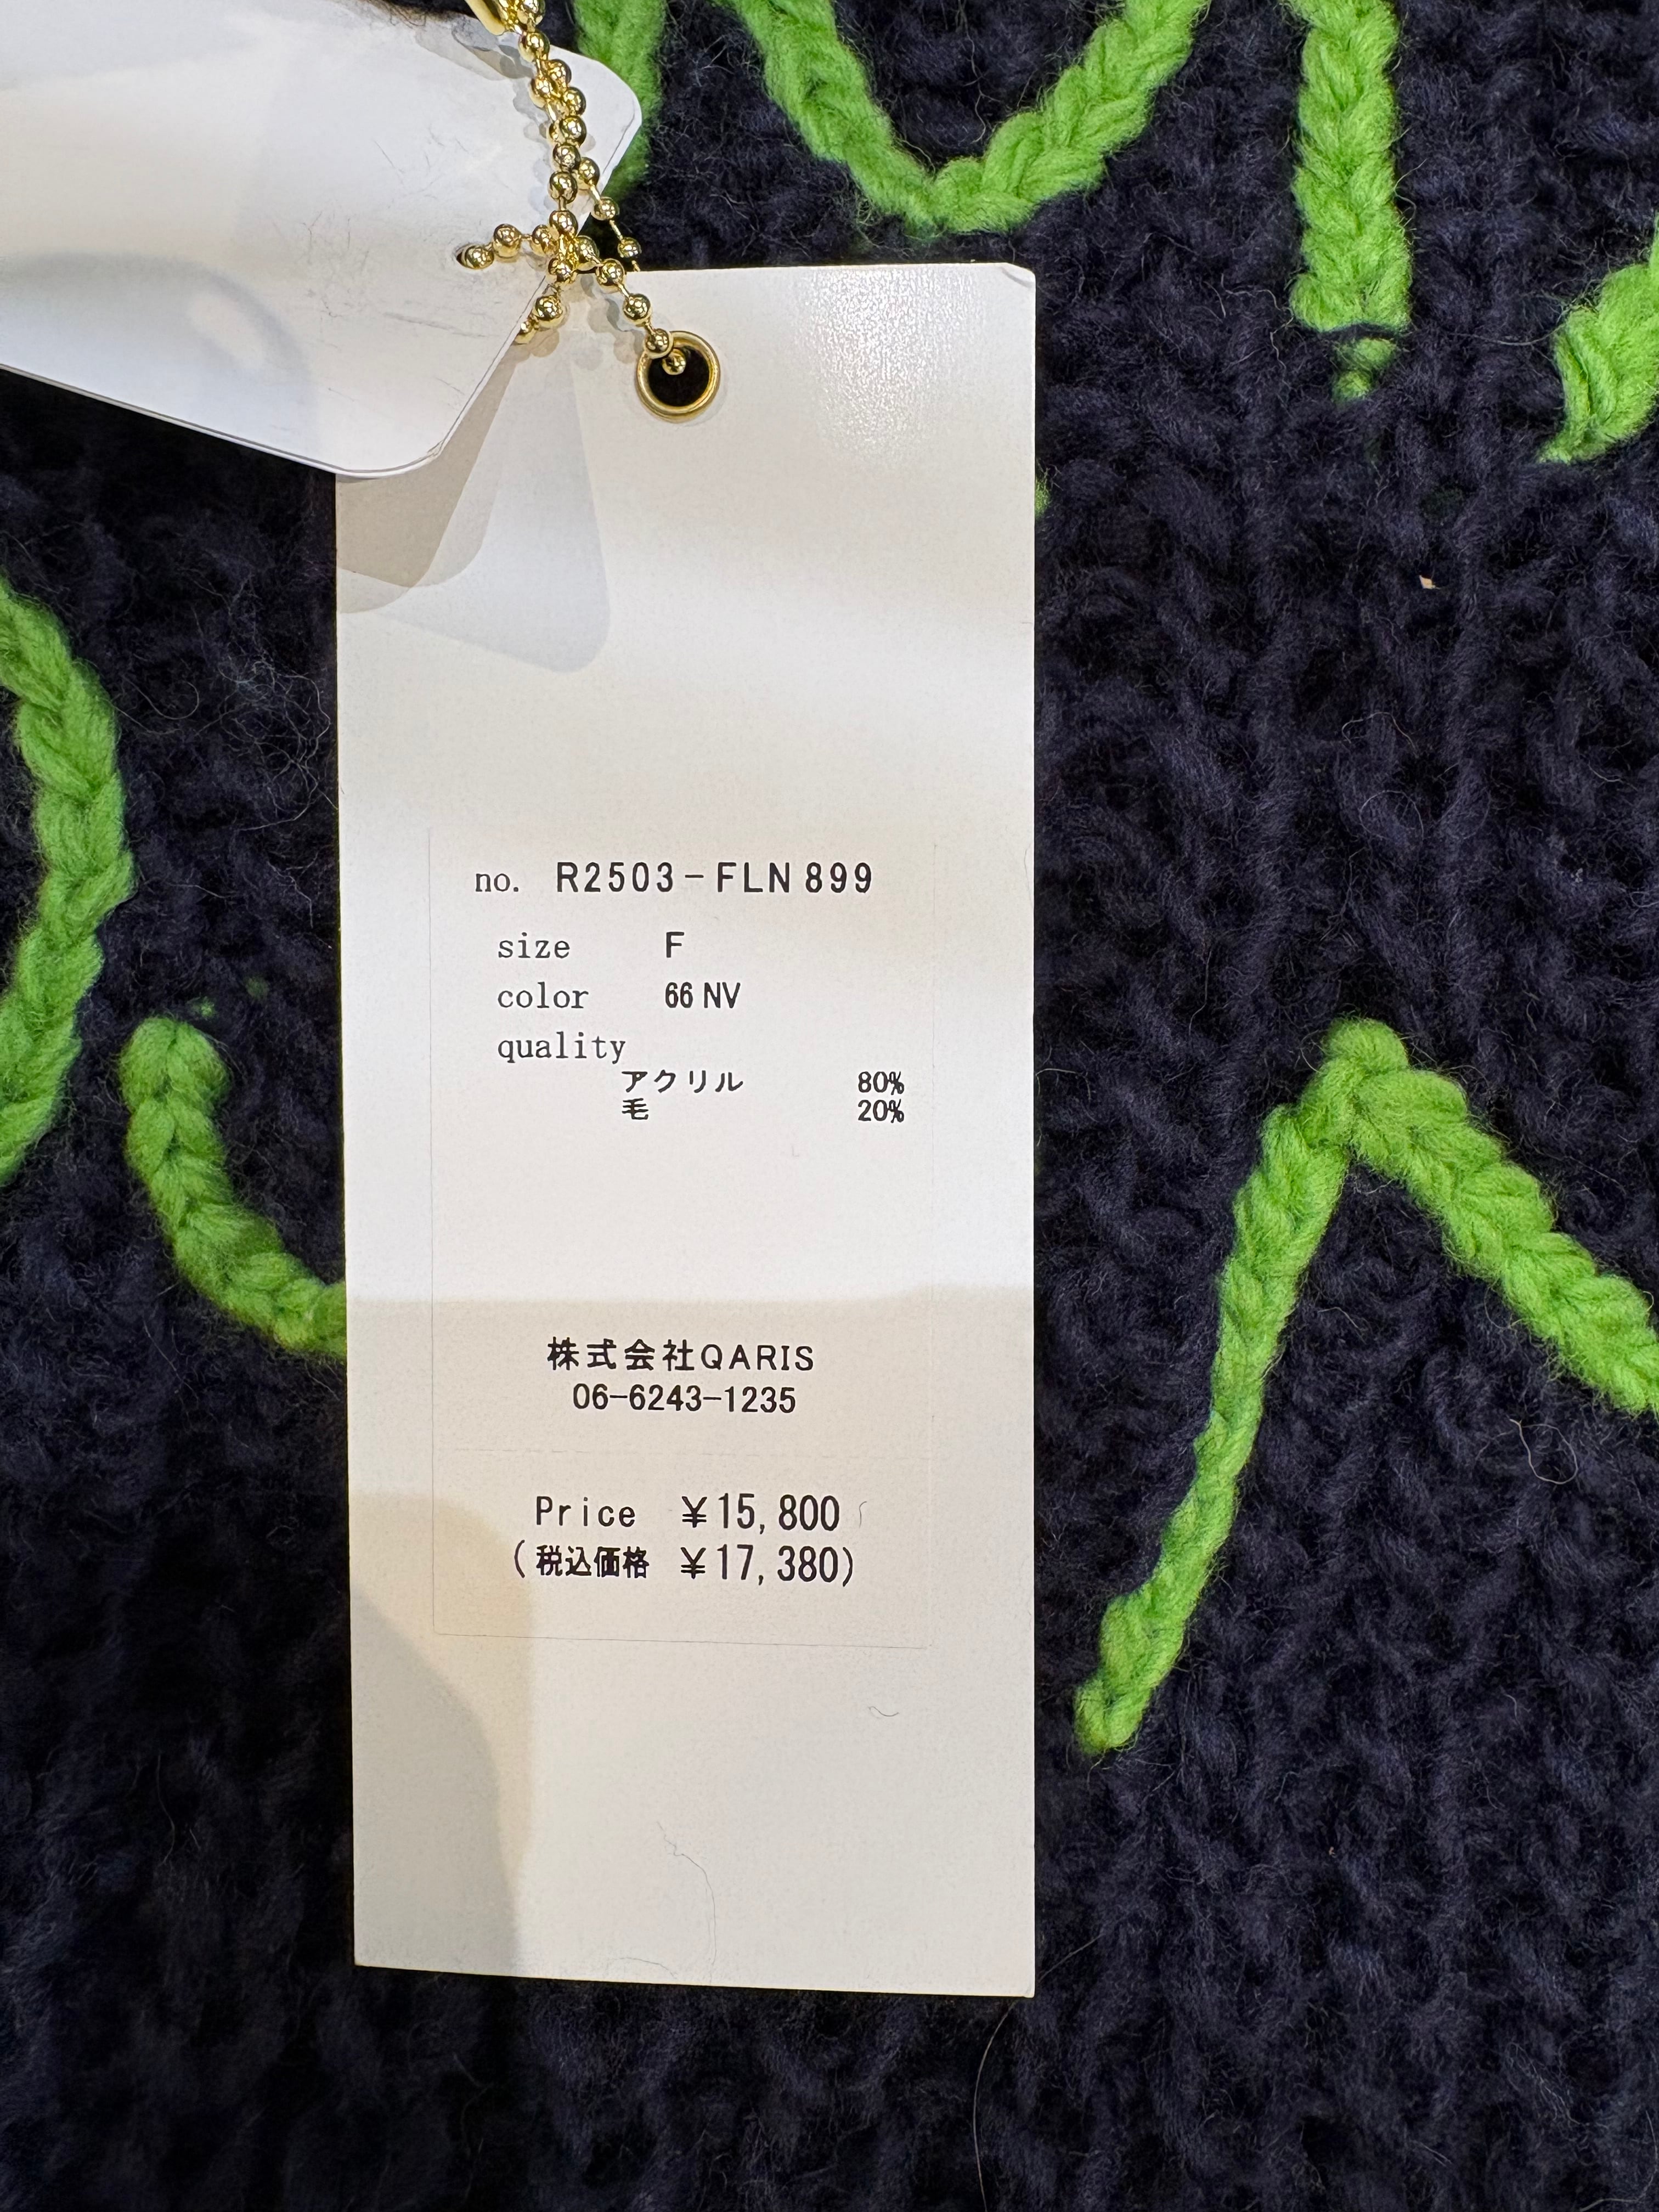 no. R2503-FLN899
size F
color 66 NV
quality
アクリル 80%
毛 20%
株式会社QARIS
06-6243-1235
Price ¥15,800
(税込価格 ¥17,380)